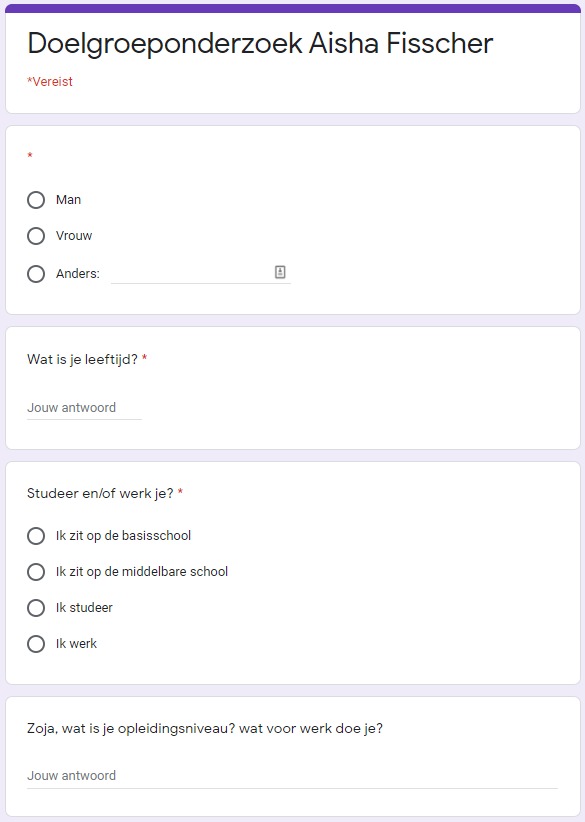 Doelgroeponderzoek Aisha Fisscher
*Vereist
*
Man
Vrouw
Anders:
Wat is je leeftijd? *
Jouw antwoord
Studeer en/of werk je? *
Ik zit op de basisschool
Ik zit op de middelbare school
Ik studeer
Ik werk
Zoja, wat is je opleidingsniveau? wat voor werk doe je?
Jouw antwoord